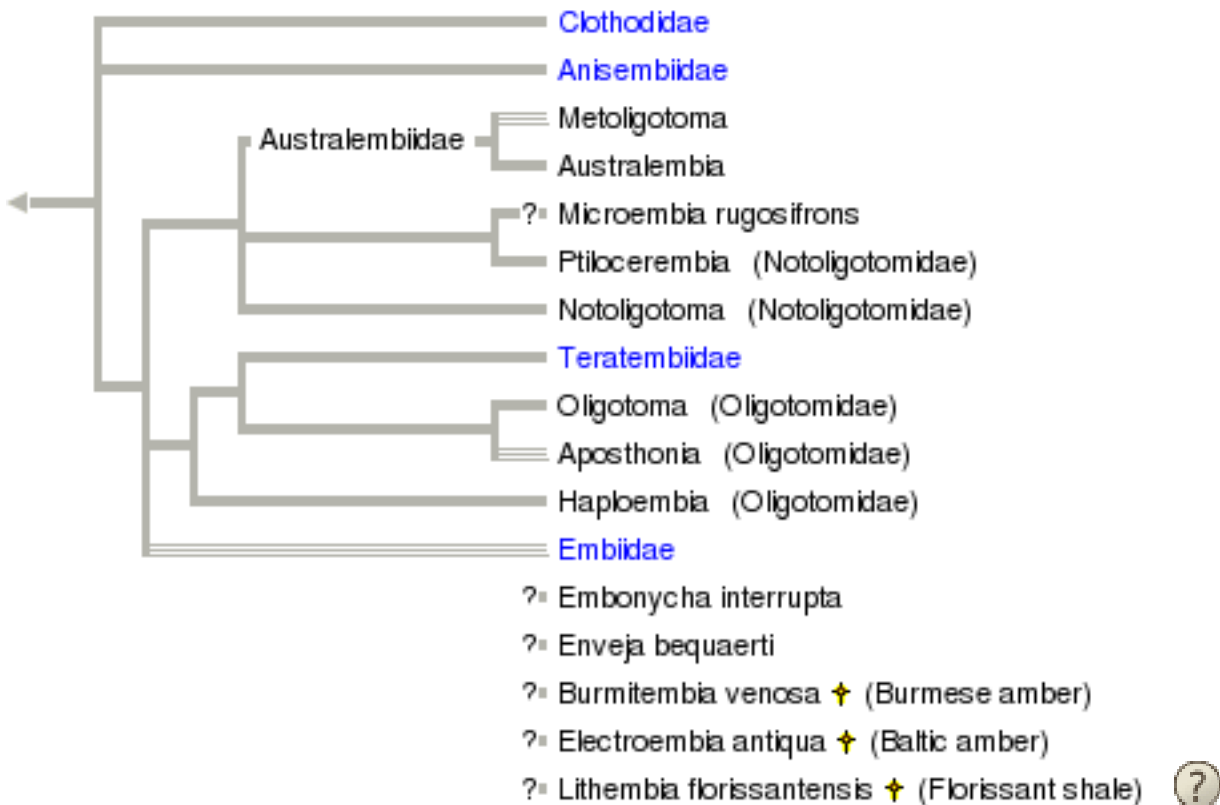 Clothodidae
Anisembiidae
Metoligotoma
Australembiidae
Australembia
? Microembia rugosifrons
Ptilocerembia (Notoligotomidae)
Notoligotoma (Notoligotomidae)
Teratembiidae
Oligotoma (Oligotomidae)
Aposthonia (Oligotomidae)
Haploembia (Oligotomidae)
Embiidae
? Embonycha interrupta
? Enveja bequaerti
? Burmitembia venosa (Burmese amber)
? Electroembia antiqua (Baltic amber)
? Lithembia florissantensis (Florissant shale)
?